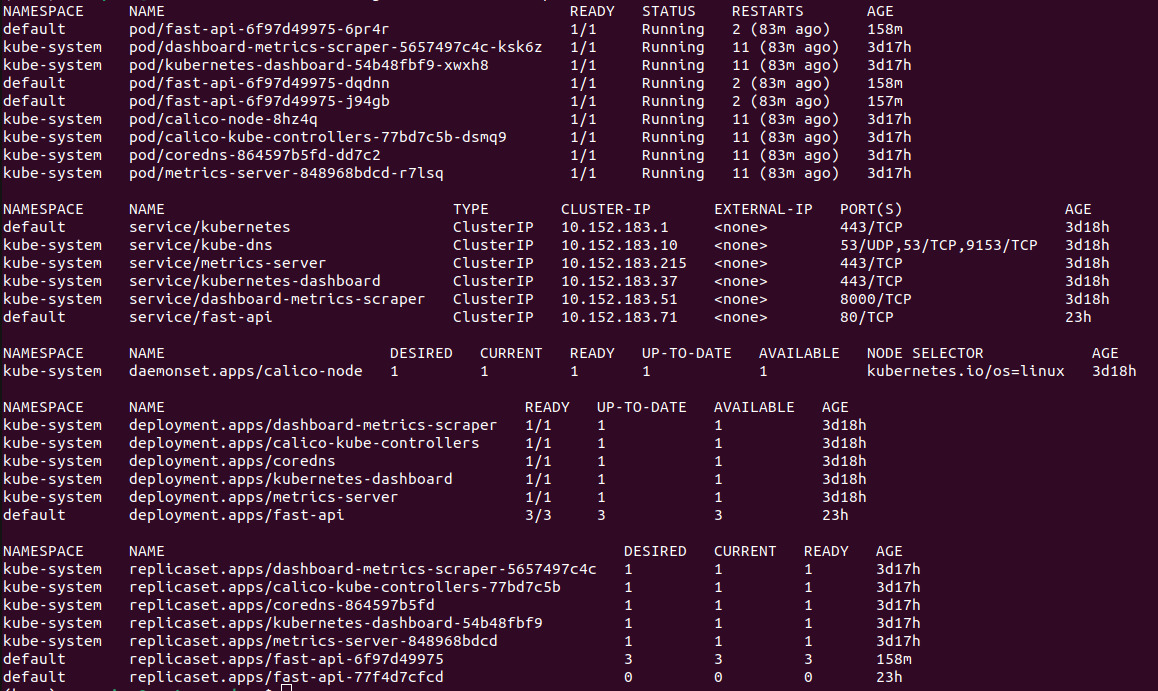 NAMESPACE NAME READY STATUS RESTARTS AGE
default pod/fast-api-6f97d49975-6pr4r 1/1 Running 2 (83m ago) 158m
kube-system pod/dashboard-metrics-scraper-5657497c4c-ksk6z 1/1 Running 11 (83m ago) 3d17h
kube-system pod/kubernetes-dashboard-54b48fbf9-xwxh8 1/1 Running 11 (83m ago) 3d17h
default pod/fast-api-6f97d49975-dqdnn 1/1 Running 2 (83m ago) 158m
default pod/fast-api-6f97d49975-j94gb 1/1 Running 2 (83m ago) 157m
kube-system pod/calico-node-8hz4q 1/1 Running 11 (83m ago) 3d17h
kube-system pod/calico-kube-controllers-77bd7c5b-dsmq9 1/1 Running 11 (83m ago) 3d17h
kube-system pod/coredns-864597b5fd-dd7c2 1/1 Running 11 (83m ago) 3d17h
kube-system pod/metrics-server-848968bdcd-r7lsq 1/1 Running 11 (83m ago) 3d17h
NAMESPACE NAME TYPE CLUSTER-IP EXTERNAL-IP PORT(S) AGE
default service/kubernetes ClusterIP 10.152.183.1 <none> 443/TCP 3d18h
kube-system service/kube-dns ClusterIP 10.152.183.10 <none> 53/UDP,53/TCP,9153/TCP 3d18h
kube-system service/metrics-server ClusterIP 10.152.183.215 <none> 443/TCP 3d18h
kube-system service/kubernetes-dashboard ClusterIP 10.152.183.37 <none> 443/TCP 3d18h
kube-system service/dashboard-metrics-scraper ClusterIP 10.152.183.51 <none> 8000/TCP 3d18h
default service/fast-api ClusterIP 10.152.183.71 <none> 80/TCP 23h
NAMESPACE NAME DESIRED CURRENT READY UP-TO-DATE AVAILABLE NODE SELECTOR AGE
kube-system daemonset.apps/calico-node 1 1 1 1 1 kubernetes.io/os=linux 3d18h
NAMESPACE NAME READY UP-TO-DATE AVAILABLE AGE
kube-system deployment.apps/dashboard-metrics-scraper 1/1 1 1 3d18h
kube-system deployment.apps/calico-kube-controllers 1/1 1 1 3d18h
kube-system deployment.apps/coredns 1/1 1 1 3d18h
kube-system deployment.apps/kubernetes-dashboard 1/1 1 1 3d18h
kube-system deployment.apps/metrics-server 1/1 1 1 3d18h
default deployment.apps/fast-api 3/3 3 3 23h
NAMESPACE NAME DESIRED CURRENT READY AGE
kube-system replicaset.apps/dashboard-metrics-scraper-5657497c4c 1 1 1 3d17h
kube-system replicaset.apps/calico-kube-controllers-77bd7c5b 1 1 1 3d17h
kube-system replicaset.apps/coredns-864597b5fd 1 1 1 3d17h
kube-system replicaset.apps/kubernetes-dashboard-54b48fbf9 1 1 1 3d17h
kube-system replicaset.apps/metrics-server-848968bdcd 1 1 1 3d17h
default replicaset.apps/fast-api-6f97d49975 3 3 3 158m
default replicaset.apps/fast-api-77f4d7cfcd 0 0 0 23h